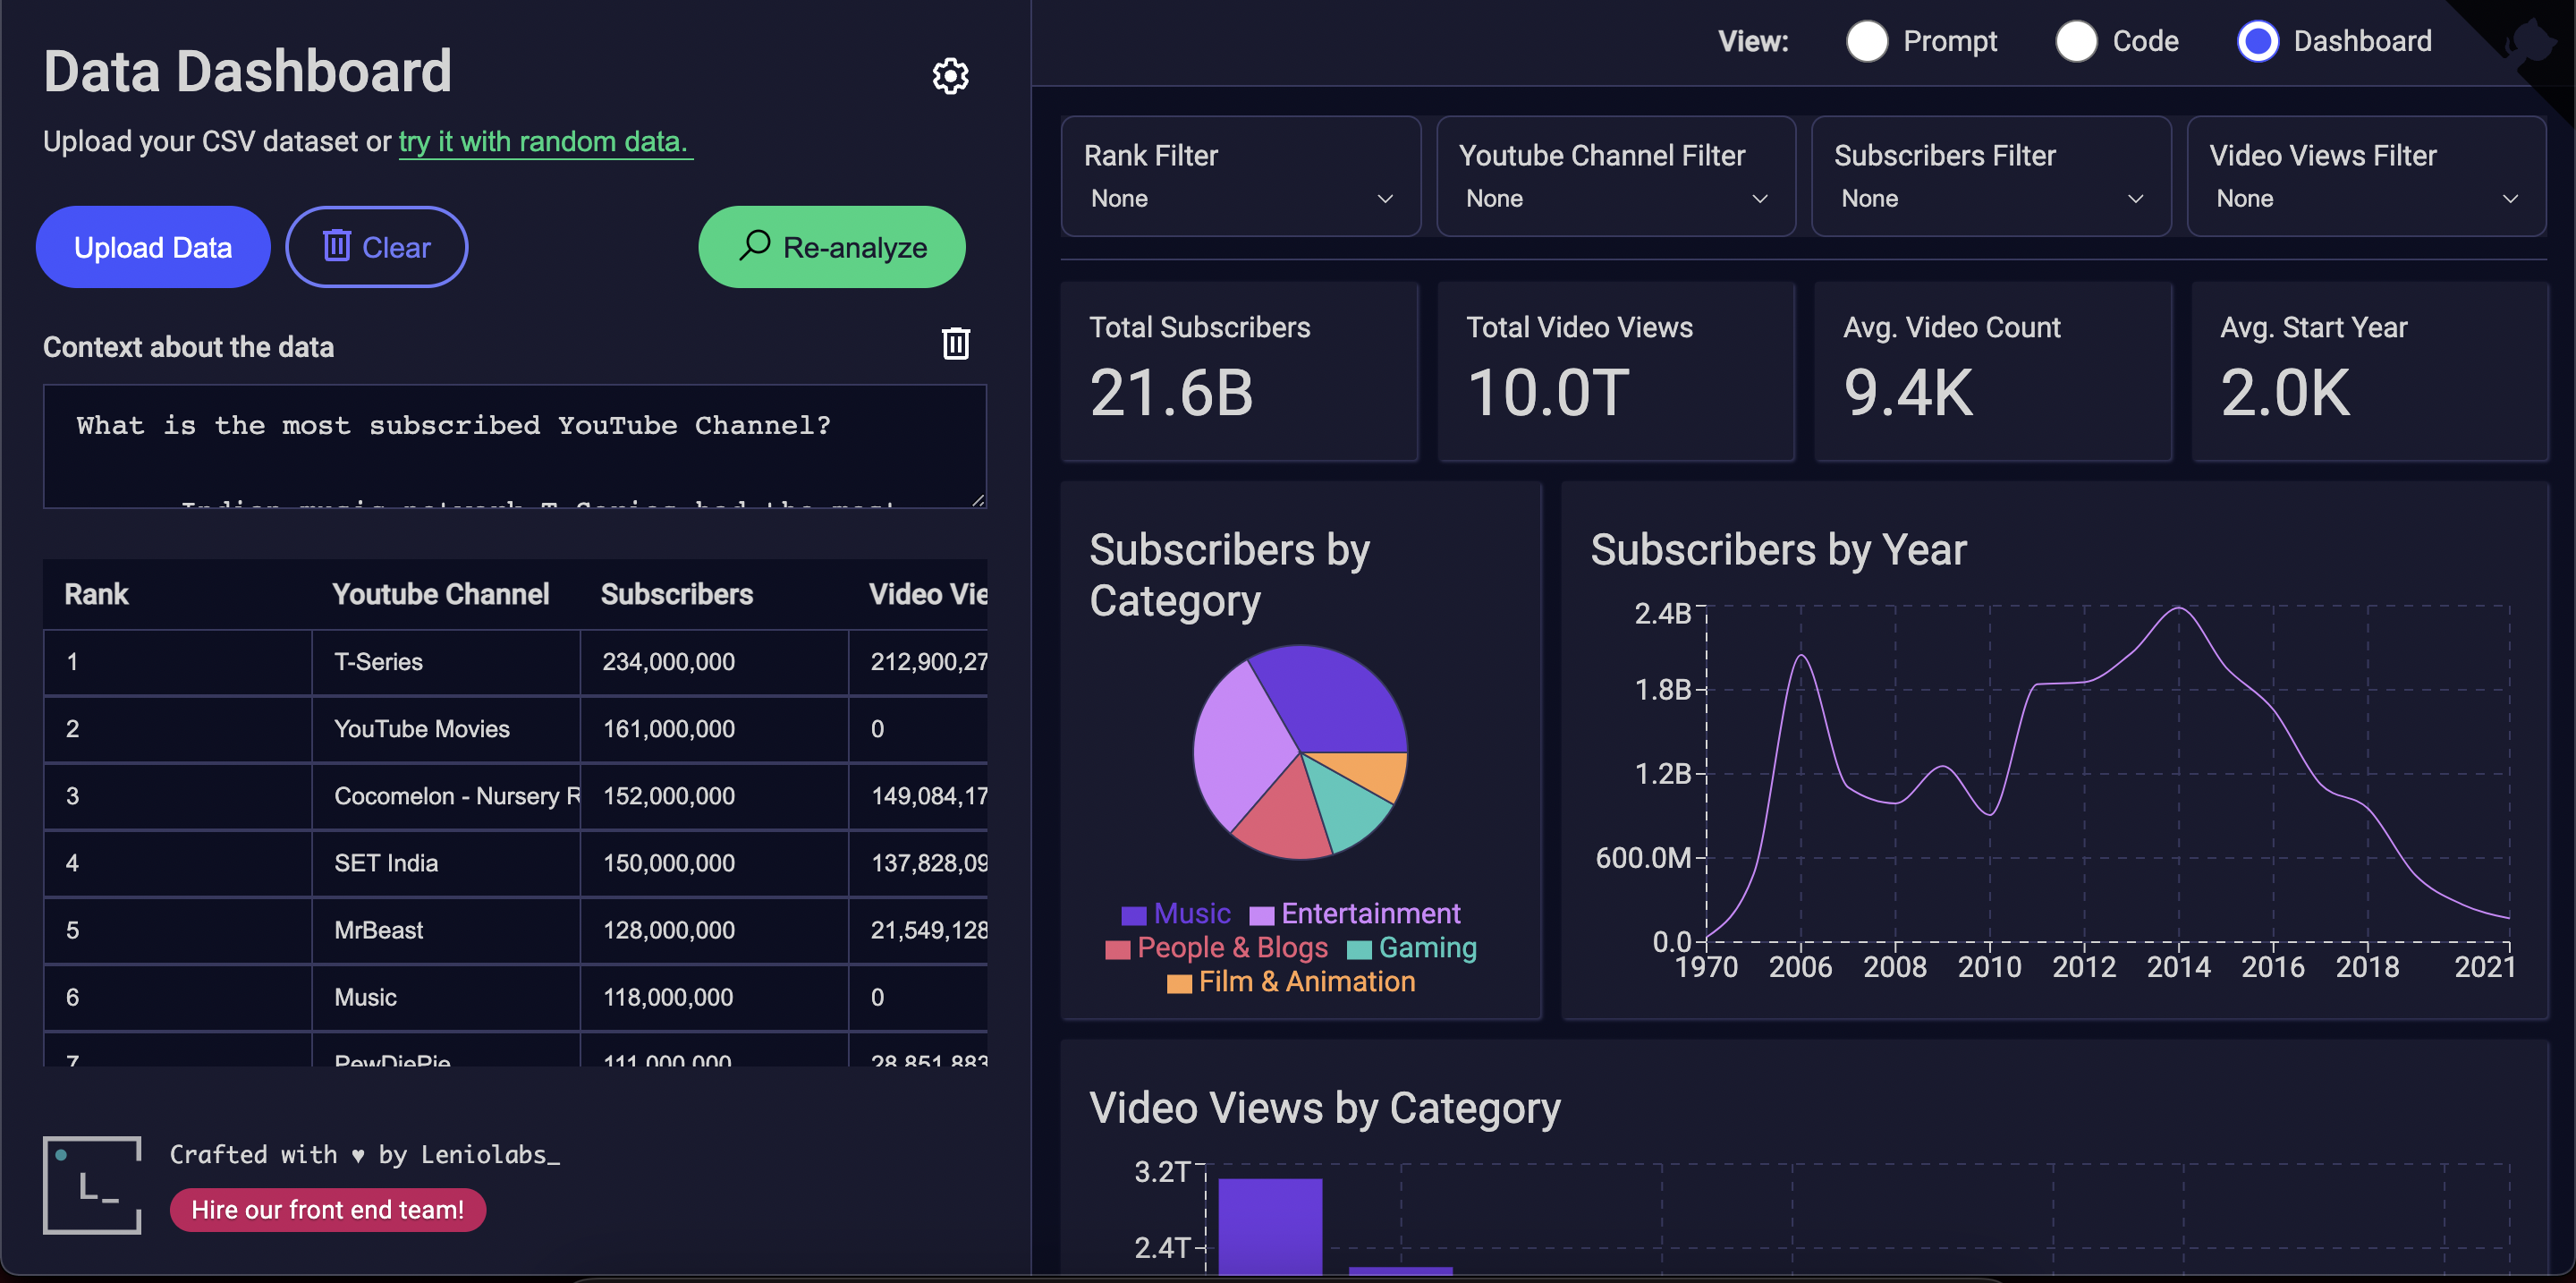 Data Dashboard
Upload your CSV dataset or try it with random data.
Upload Data
Clear
Re-analyze
Context about the data
What is the most subscribed YouTube Channel?
Indian music network T-Series had the most
Rank Youtube Channel Subscribers Video Vie
1 T-Series 234,000,000 212,900,27
2 YouTube Movies 161,000,000 0
3 Cocomelon - Nursery R 152,000,000 149,084,17
4 SET India 150,000,000 137,828,09
5 MrBeast 128,000,000 21,549,128
6 Music 118,000,000 0
7 PewDiePie 111,000,000 28,851,883
L_
Crafted with ♥ by Leniolabs_
Hire our front end team!
View: Prompt Code Dashboard
Rank Filter
None
Youtube Channel Filter
None
Subscribers Filter
None
Video Views Filter
None
Total Subscribers
21.6B
Total Video Views
10.0T
Avg. Video Count
9.4K
Avg. Start Year
2.0K
Subscribers by
Category
Music Entertainment
People & Blogs Gaming
Film & Animation
Subscribers by Year
2.4B
1.8B
1.2B
600.0M
0.0
1970 2006 2008 2010 2012 2014 2016 2018 2021
Video Views by Category
3.2T
2.4T